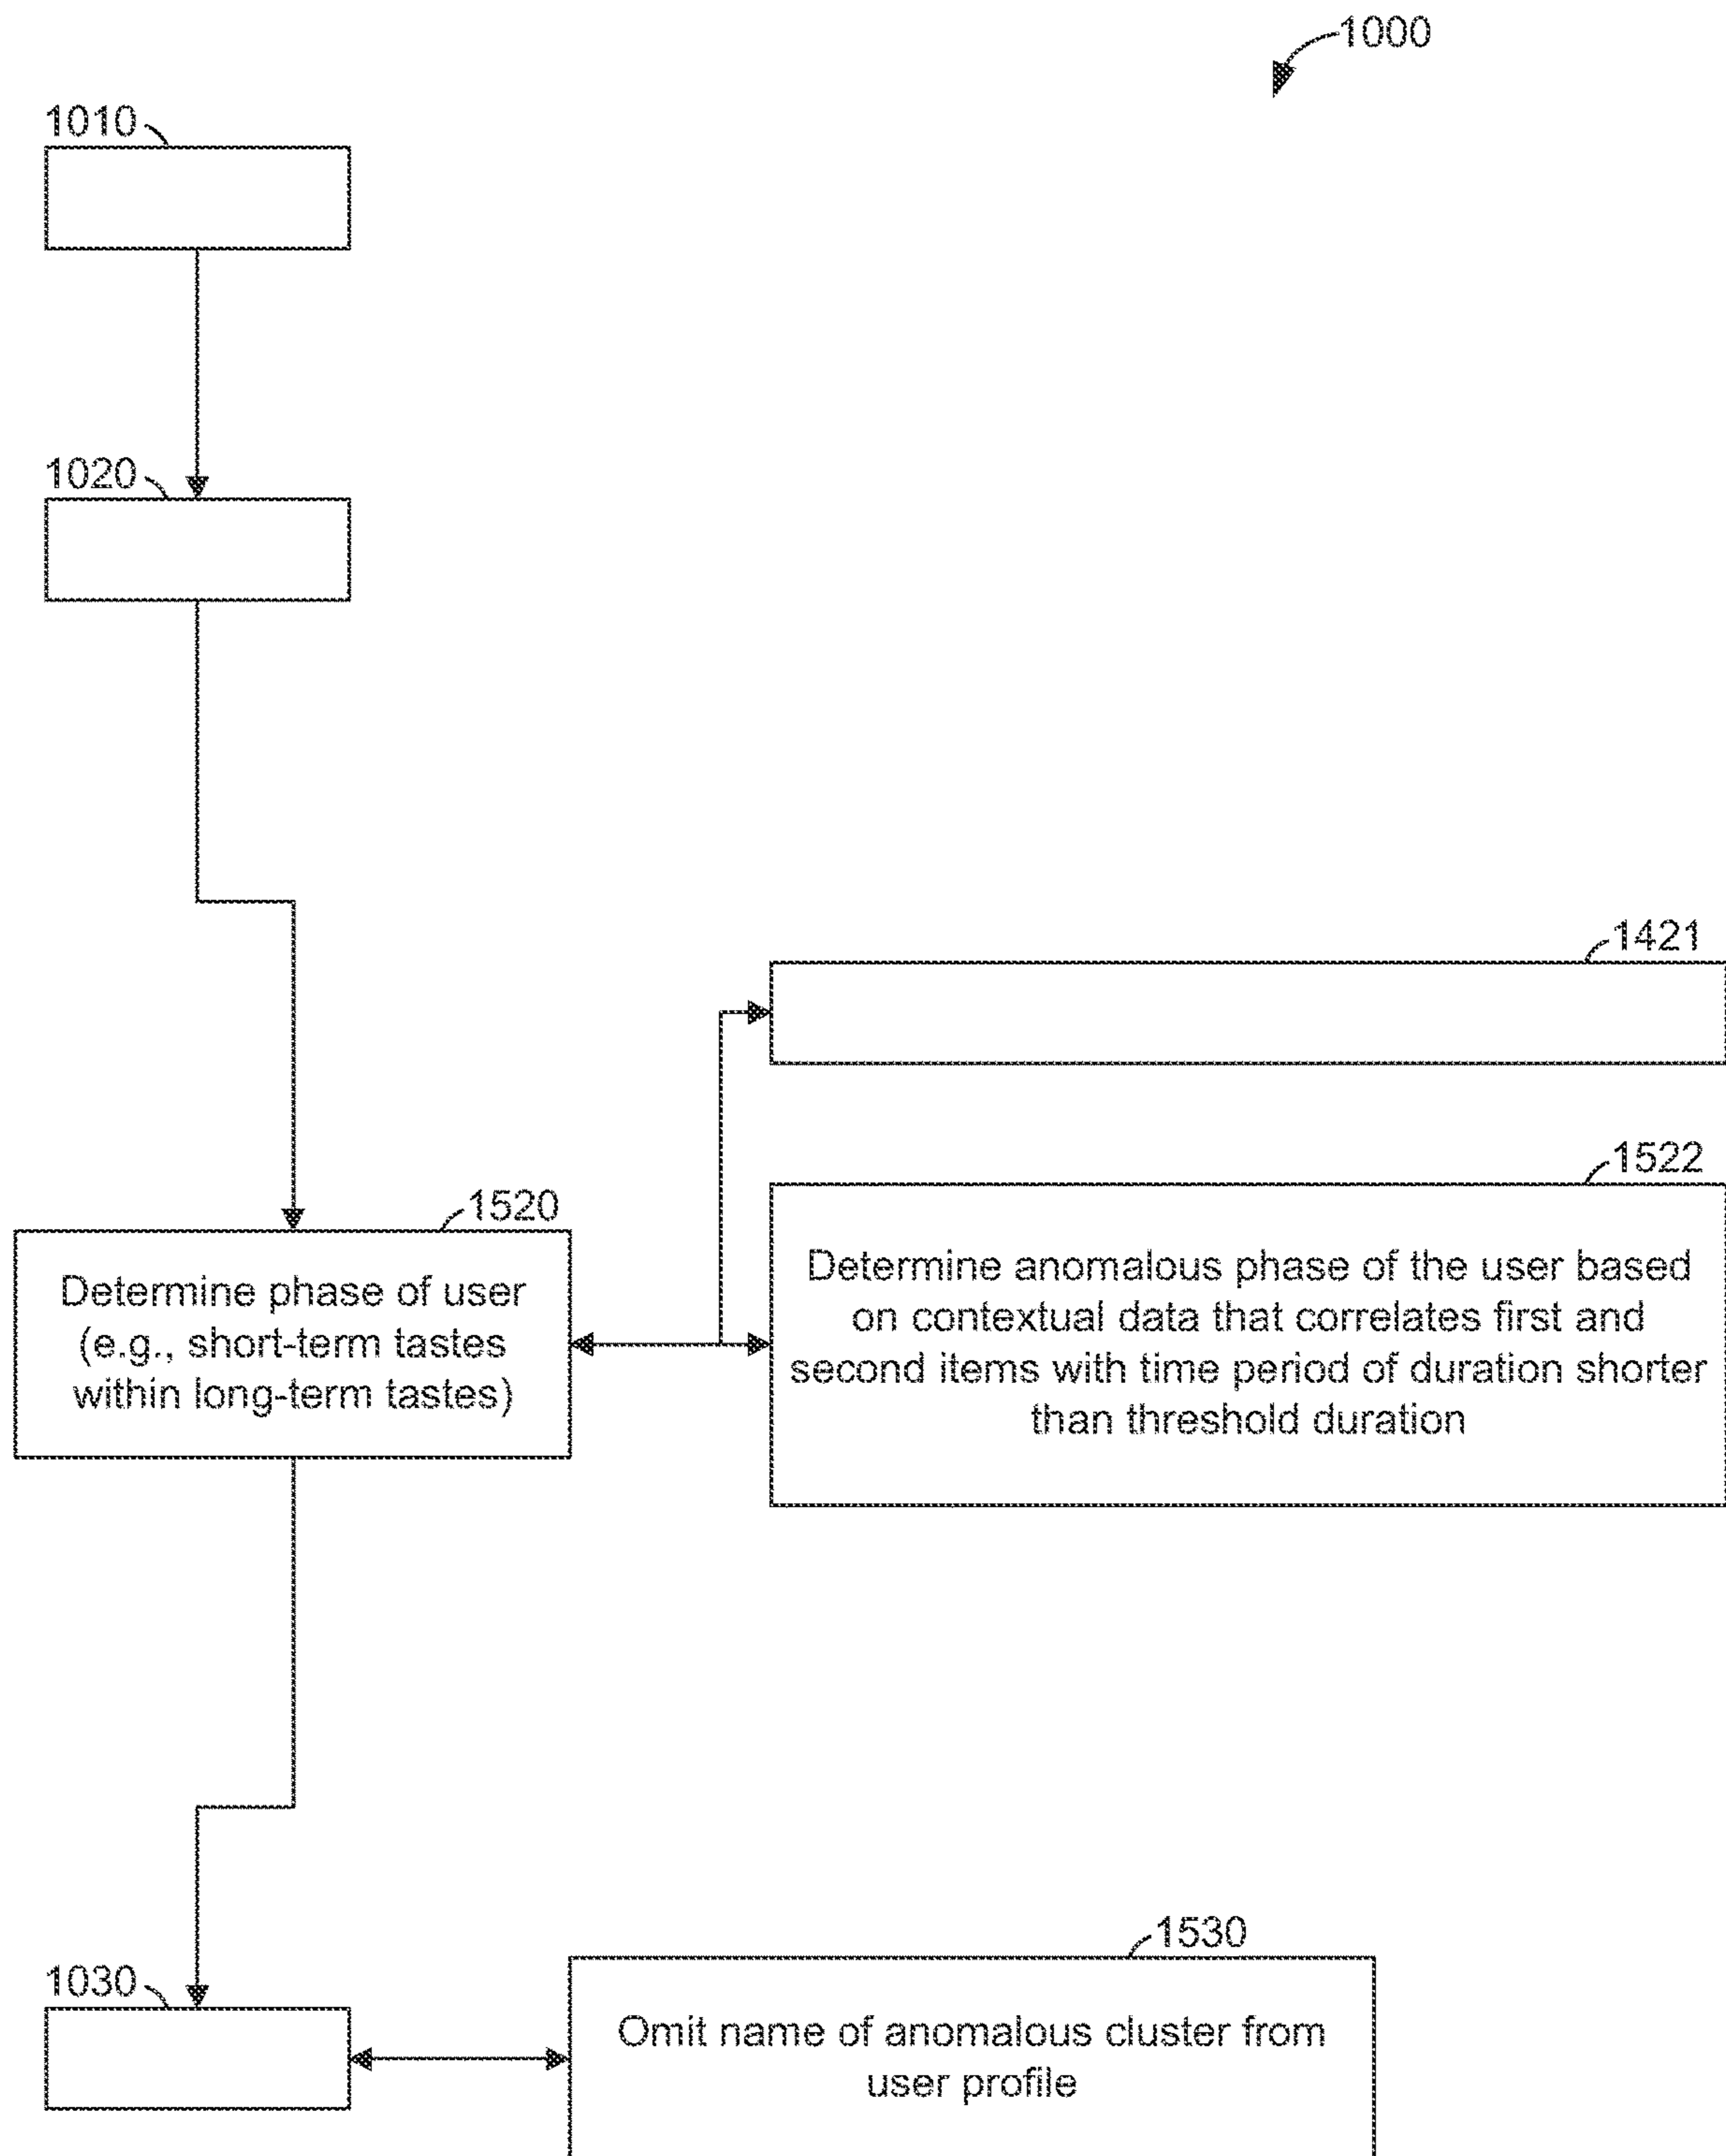 1000
1010
1020
1421
1522
1520
Determine anomalous phase of the user based
on contextual data that correlates first and
second items with time period of duration shorter
than threshold duration
Determine phase of user
(e.g., short-term tastes
within long-term tastes)
1530
1030
Omit name of anomalous cluster from
user profile